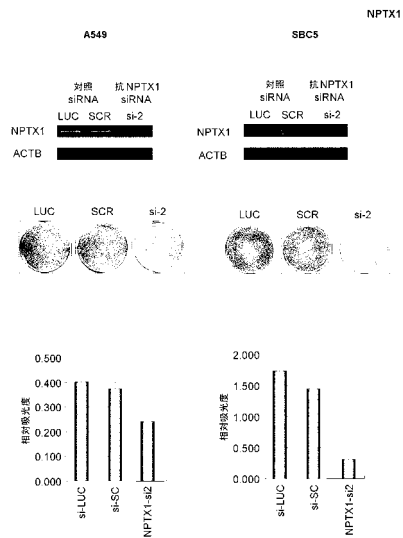 NPTX1
A549
SBC5
对照 抗NPTX1
siRNA siRNA
LUC SCR si-2
NPTX1
ACTB
对照 抗NPTX1
siRNA siRNA
LUC SCR si-2
NPTX1
ACTB
LUC SCR si-2
LUC SCR si-2
相对吸光度
0.500
0.400
0.300
0.200
0.100
0.000
si-LUC
si-SC
NPTX1-si2
相对吸光度
2.000
1.500
1.000
0.500
0.000
si-LUC
si-SC
NPTX1-si2